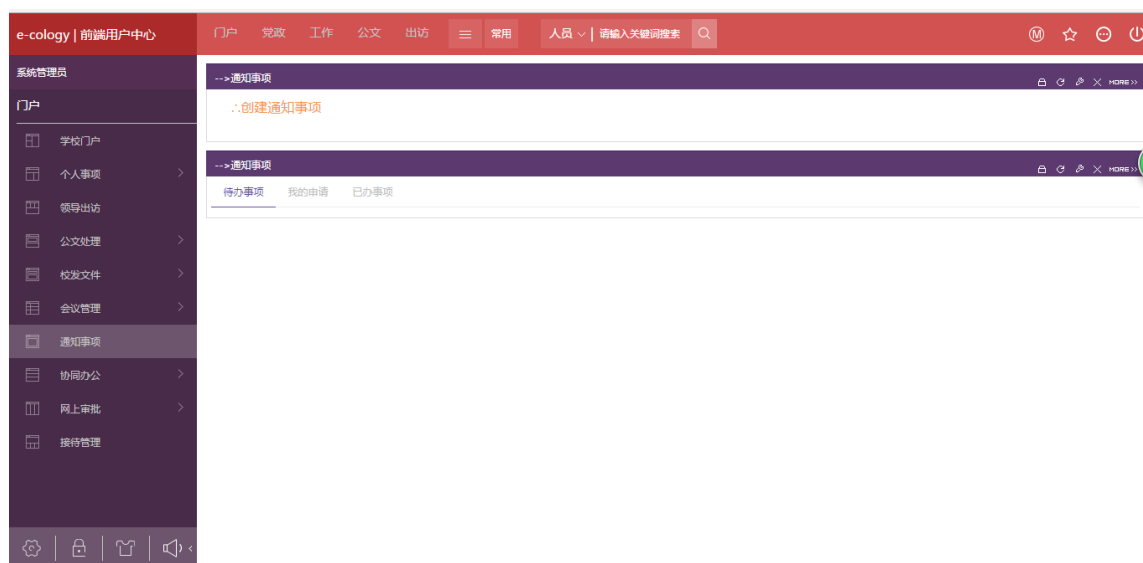 e-cology | 前端用户中心 门户 党政 工作 公文 出访 常用 人员 请输入关键词搜索 M
系统管理员
门户
学校门户
个人事项
领导出访
公文处理
校发文件
会议管理
通知事项
协同办公
网上审批
接待管理
-->通知事项 MORE>>
∴创建通知事项
-->通知事项 MORE>>
待办事项 我的申请 已办事项